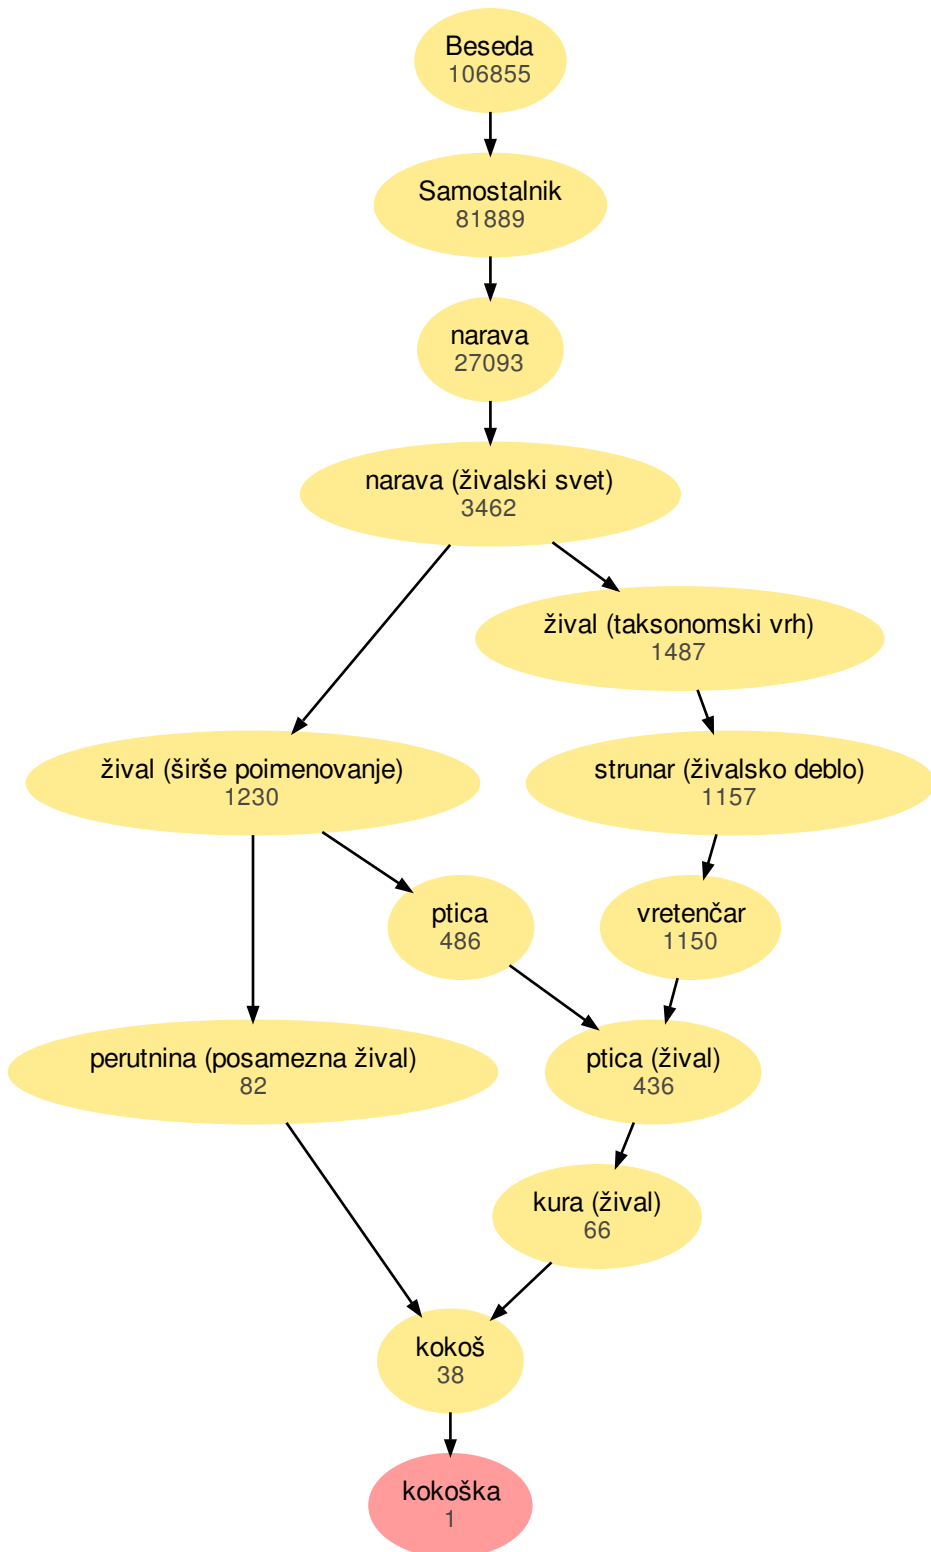 Beseda
106855
Samostalnik
81889
narava
27093
narava (živalski svet)
3462
žival (taksonomski vrh)
1487
žival (širše poimenovanje)
1230
strunar (živalsko deblo)
1157
ptica
486
vretenčar
1150
perutnina (posamezna žival)
82
ptica (žival)
436
kura (žival)
66
kokoš
38
kokoška
1